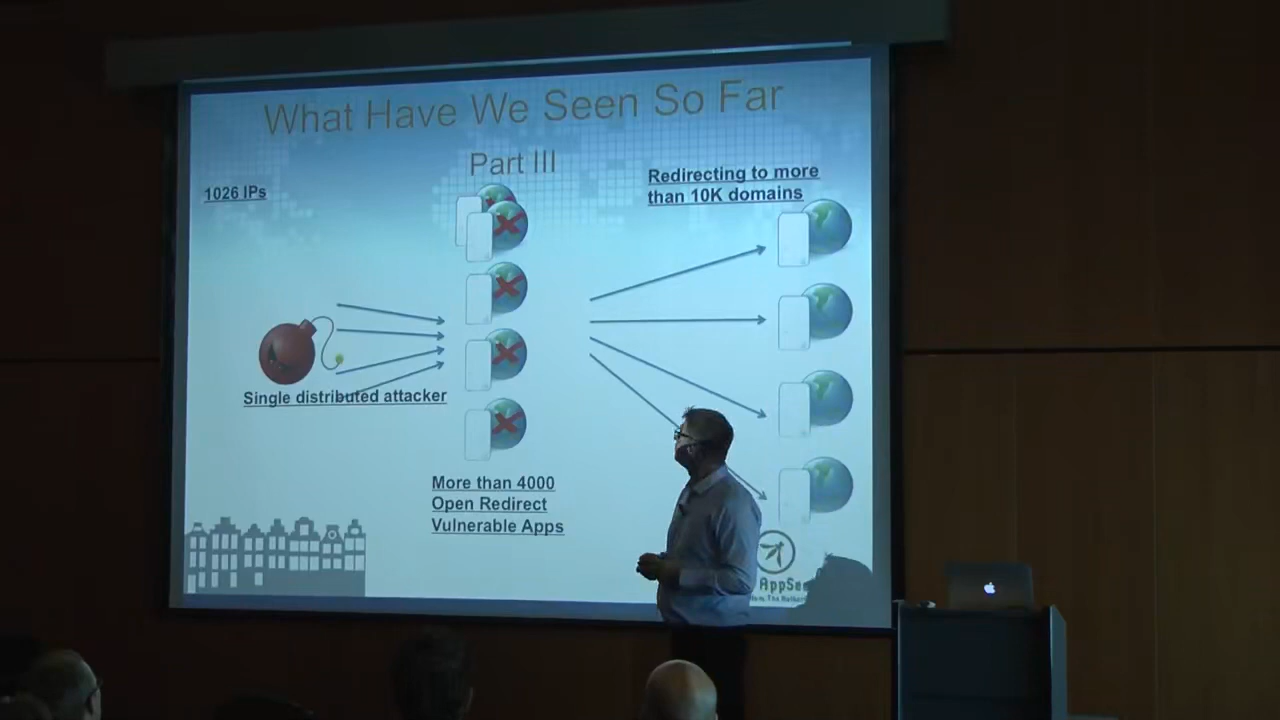 What Have We Seen So Far
Part III
1026 IPs
Redirecting to more
than 10K domains
Single distributed attacker
More than 4000
Open Redirect
Vulnerable Apps